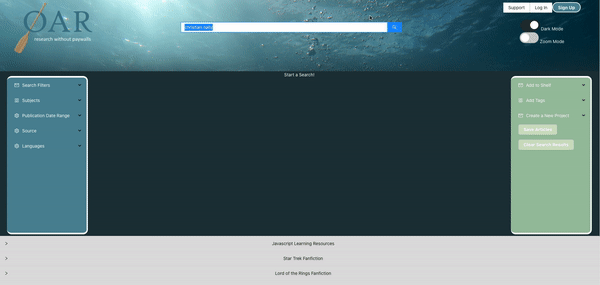 OAR
research without paywalls
Support
Log in
Sign Up
christian rally
Dark Mode
Zoom Mode
Start a Search!
Search Filters
Subjects
Publication Date Range
Source
Languages
Add to Shelf
Add Tags
Create a New Project
Save Articles
Clear Search Results
Javascript Learning Resources
Star Trek Fanfiction
Lord of the Rings Fanfiction